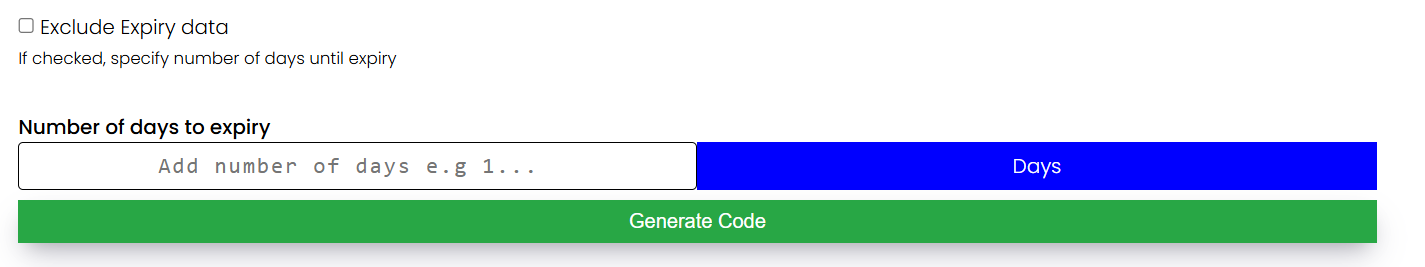 Exclude Expiry data
If checked, specify number of days until expiry
Number of days to expiry
Add number of days e.g 1... Days
Generate Code